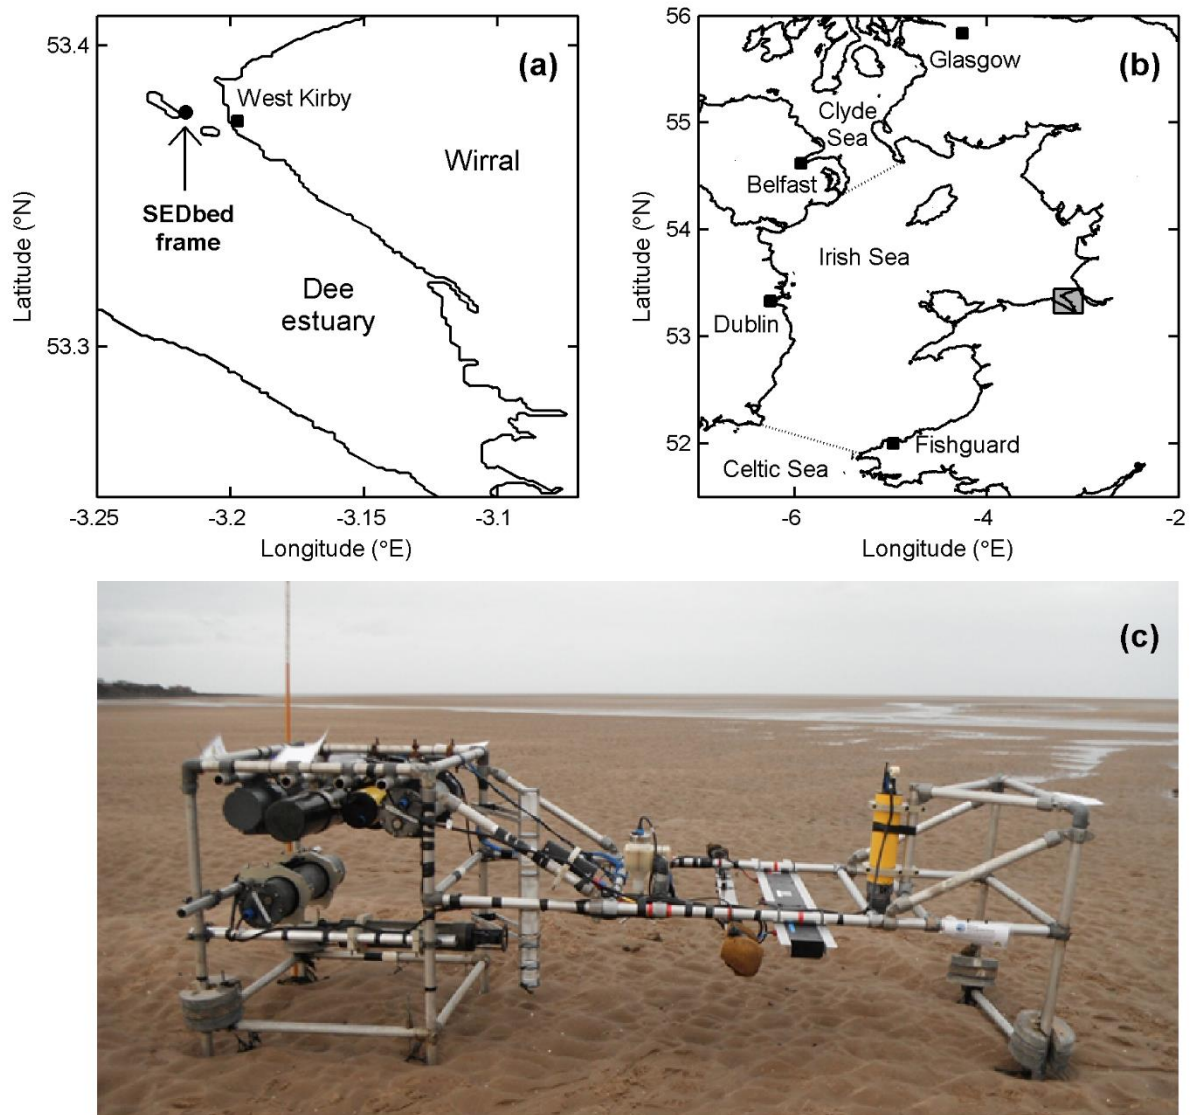 53.4
(a)
West Kirby
Wirral
SEDbed
frame
Dee
estuary
53.3
Latitude (°N)
-3.25
-3.2
-3.15
-3.1
Longitude (°E)
56
(b)
Glasgow
Clyde
Sea
55
Belfast
54
Irish Sea
Dublin
53
52
Fishguard
Celtic Sea
Latitude (°N)
-6
-4
-2
Longitude (°E)
(c)